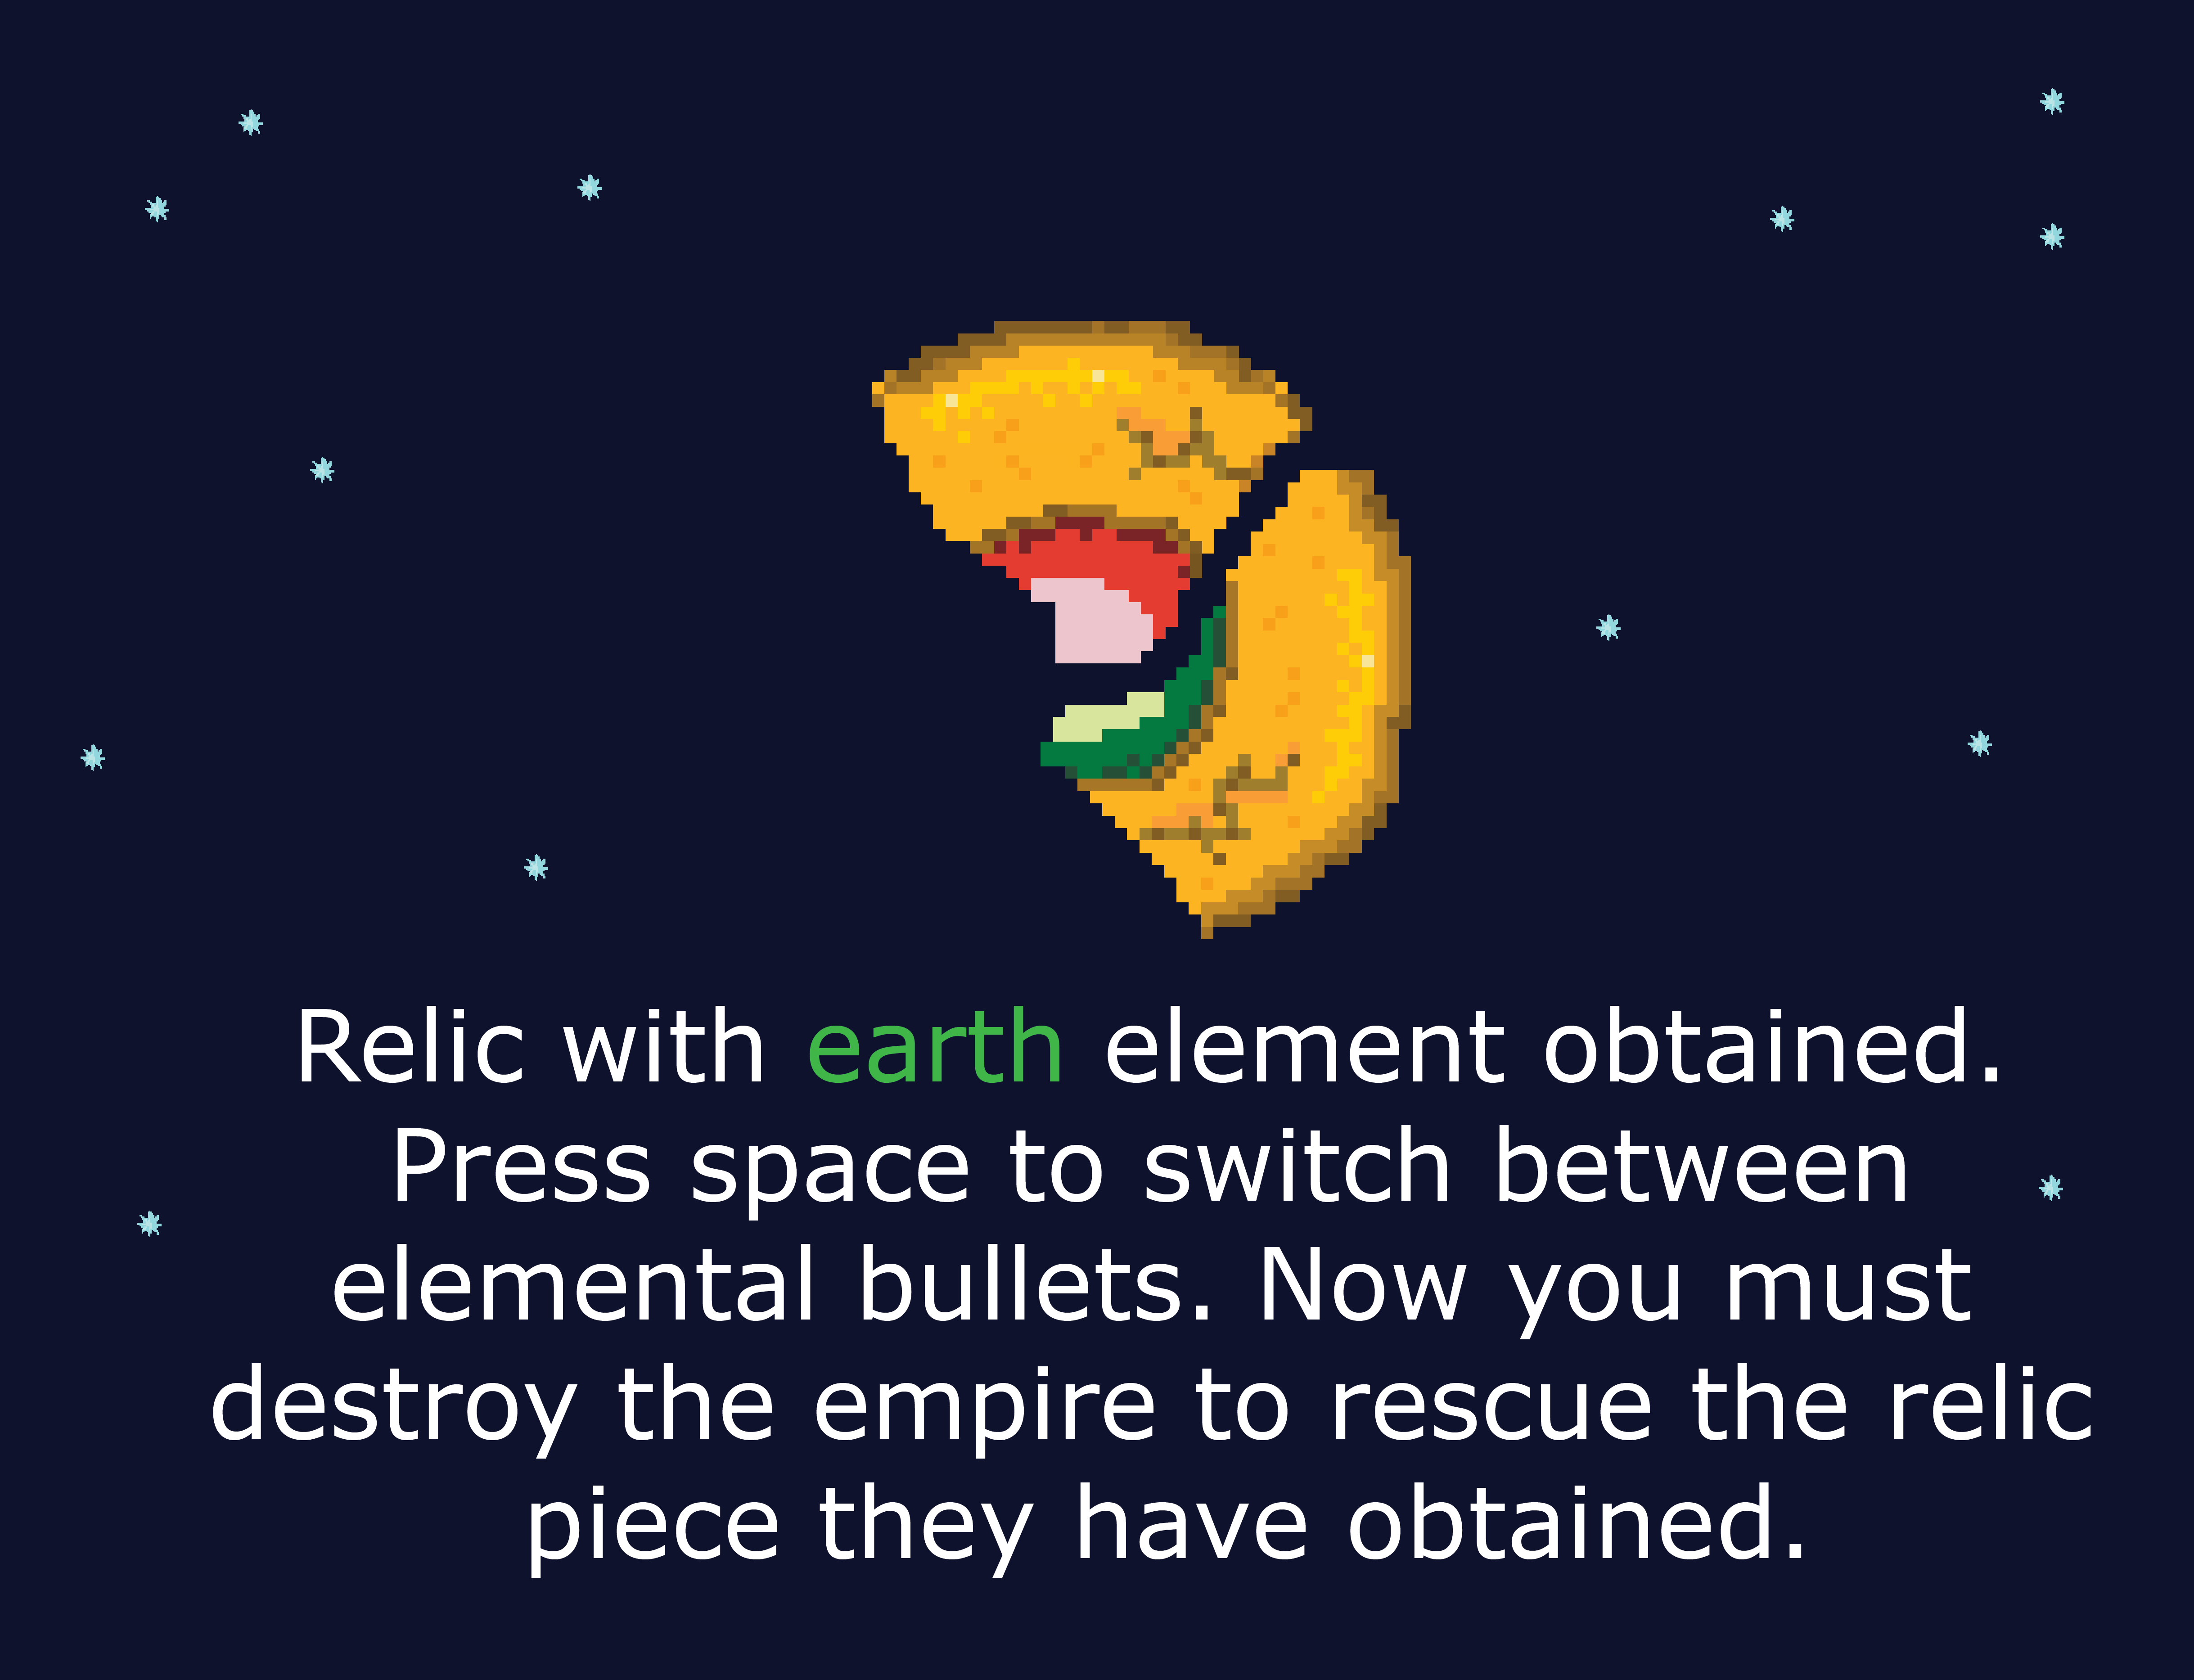 Relic with earth element obtained.
Press space to switch between
elemental bullets. Now you must
destroy the empire to rescue the relic
piece they have obtained.